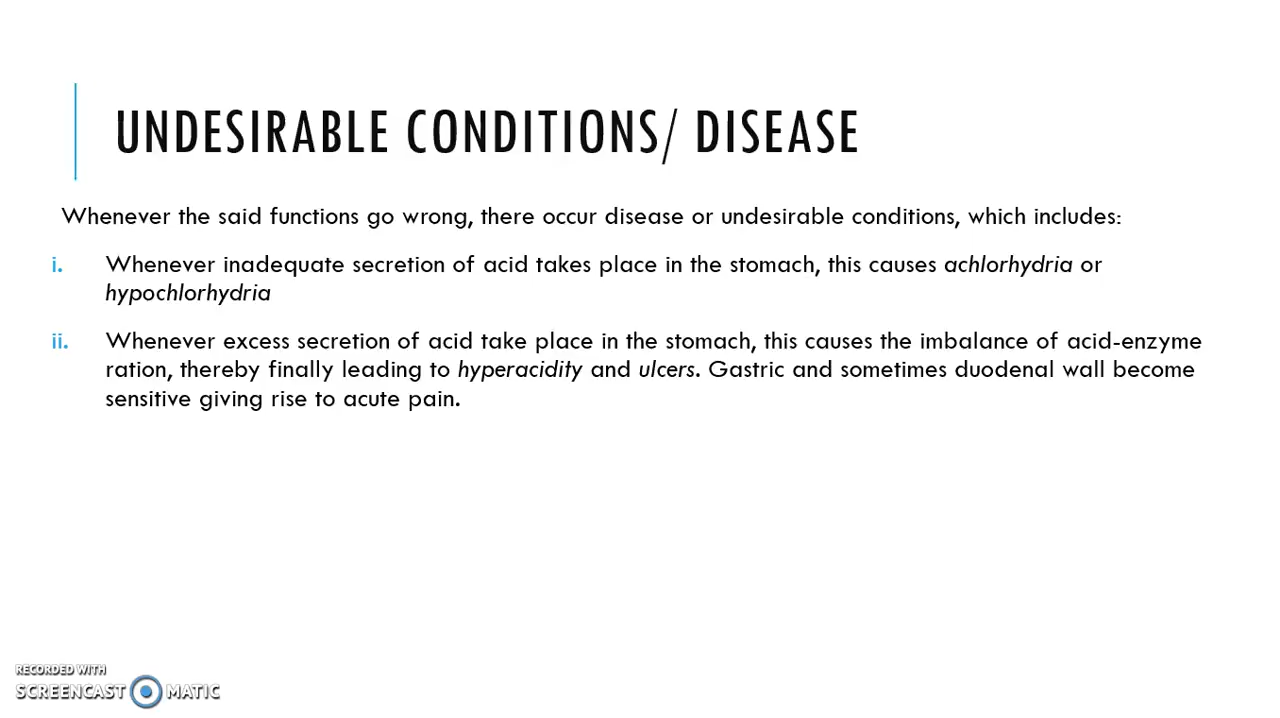 UNDESIRABLE CONDITIONS/ DISEASE
Whenever the said functions go wrong, there occur disease or undesirable conditions, which includes:
i. Whenever inadequate secretion of acid takes place in the stomach, this causes achlorhydria or
hypochlorhydria
ii. Whenever excess secretion of acid take place in the stomach, this causes the imbalance of acid-enzyme
ration, thereby finally leading to hyperacidity and ulcers. Gastric and sometimes duodenal wall become
sensitive giving rise to acute pain.
RECORDED WITH
SCREENCAST MATIC